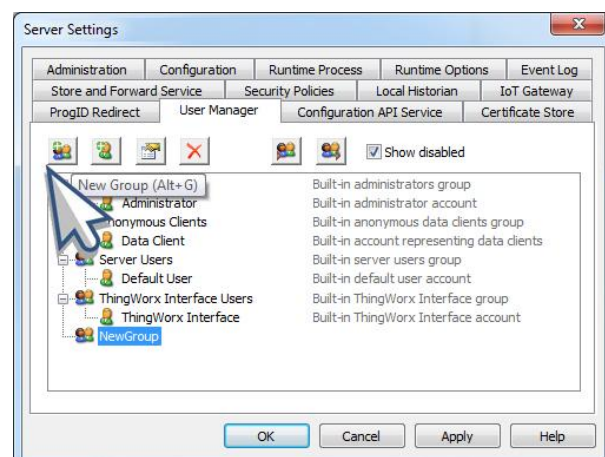 Server Settings
Administration Configuration Runtime Process Runtime Options Event Log
Store and Forward Service Security Policies Local Historian IoT Gateway
ProgID Redirect User Manager Configuration API Service Certificate Store
Show disabled
New Group (Alt+G) Built-in administrators group
Administrator Built-in administrator account
Clients Built-in anonymous data clients group
Data Client Built-in account representing data clients
Server Users Built-in server users group
Default User Built-in default user account
ThingWorx Interface Users Built-in ThingWorx Interface group
ThingWorx Interface Built-in ThingWorx Interface account
NewGroup
OK Cancel Apply Help